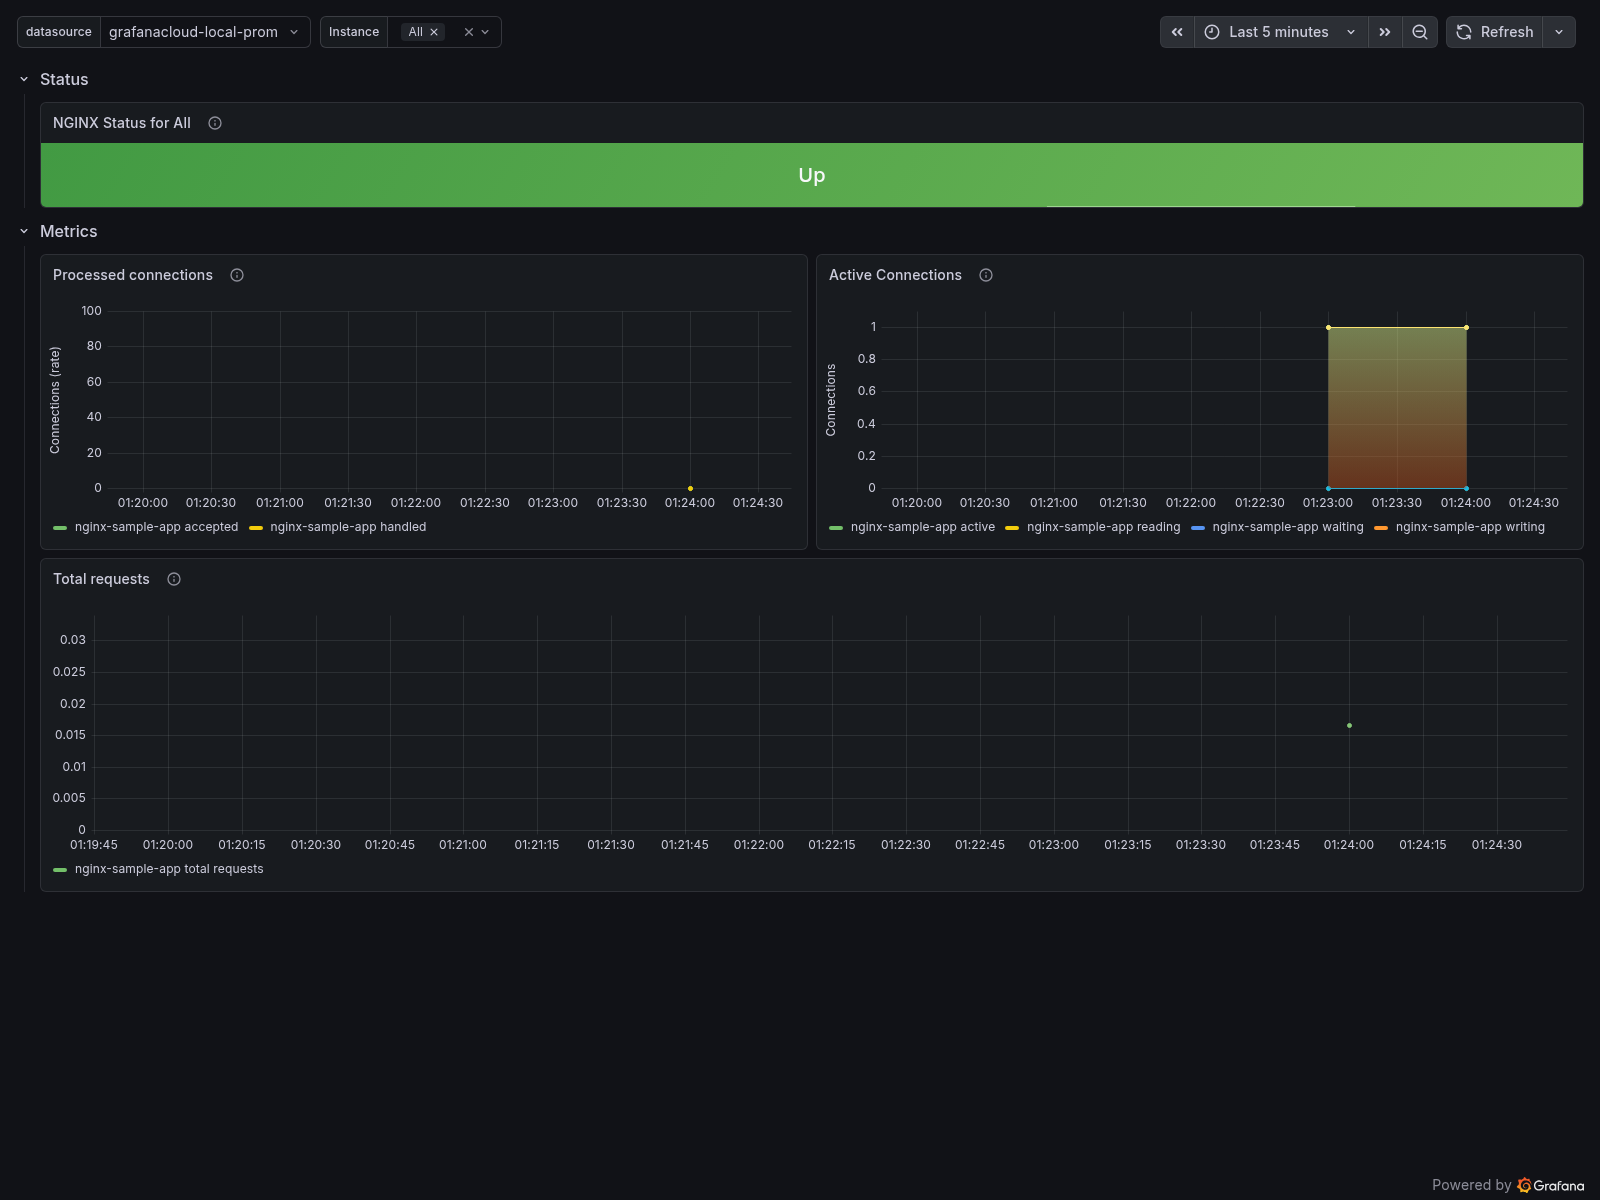 datasource grafanacloud-local-prom Instance All Last 5 minutes Refresh
Status
NGINX Status for All
Up
Metrics
Processed connections
Connections (rate)
100
80
60
40
20
0
01:20:00 01:20:30 01:21:00 01:21:30 01:22:00 01:22:30 01:23:00 01:23:30 01:24:00 01:24:30
nginx-sample-app accepted nginx-sample-app handled
Active Connections
Connections
1
0.8
0.6
0.4
0.2
0
01:20:00 01:20:30 01:21:00 01:21:30 01:22:00 01:22:30 01:23:00 01:23:30 01:24:00 01:24:30
nginx-sample-app active nginx-sample-app reading nginx-sample-app waiting nginx-sample-app writing
Total requests
0.03
0.025
0.02
0.015
0.01
0.005
0
01:19:45 01:20:00 01:20:15 01:20:30 01:20:45 01:21:00 01:21:15 01:21:30 01:21:45 01:22:00 01:22:15 01:22:30 01:22:45 01:23:00 01:23:15 01:23:30 01:23:45 01:24:00 01:24:15 01:24:30
nginx-sample-app total requests
Powered by Grafana